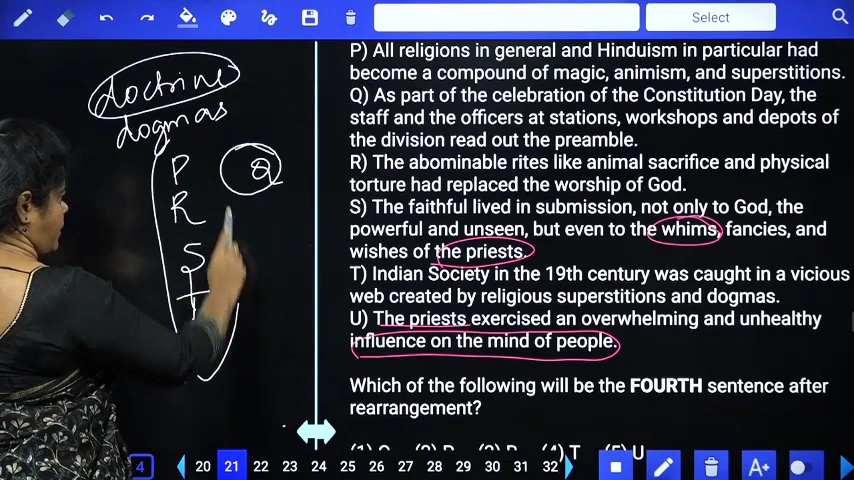 Select
doctrine
dogmas
P
Q
R
S
T
P) All religions in general and Hinduism in particular had
become a compound of magic, animism, and superstitions.
Q) As part of the celebration of the Constitution Day, the
staff and the officers at stations, workshops and depots of
the division read out the preamble.
R) The abominable rites like animal sacrifice and physical
torture had replaced the worship of God.
S) The faithful lived in submission, not only to God, the
powerful and unseen, but even to the whims, fancies, and
wishes of the priests.
T) Indian Society in the 19th century was caught in a vicious
web created by religious superstitions and dogmas.
U) The priests exercised an overwhelming and unhealthy
influence on the mind of people.
Which of the following will be the FOURTH sentence after
rearrangement?
4 20 21 22 23 24 25 26 27 28 29 30 31 32 A+